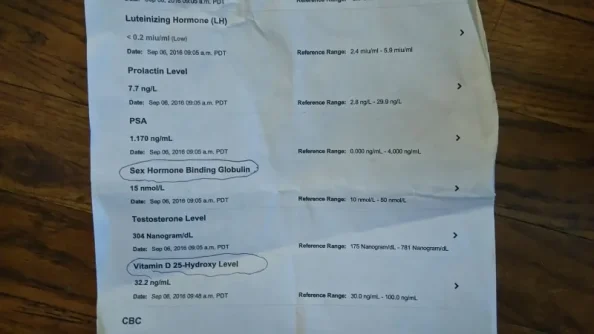 Luteinizing Hormone (LH)
< 0.2 miu/ml (Low)
Date: Sep 06, 2016 09:05 a.m. PDT Reference Range: 2.4 miu/ml - 5.9 miu/ml
Prolactin Level
7.7 ng/L
Date: Sep 06, 2016 09:05 a.m. PDT Reference Range: 2.8 ng/L - 29.9 ng/L
PSA
1.170 ng/mL
Date: Sep 06, 2016 09:05 a.m. PDT Reference Range: 0.000 ng/mL - 4.000 ng/mL
Sex Hormone Binding Globulin
15 nmol/L
Date: Sep 06, 2016 09:05 a.m. PDT Reference Range: 10 nmol/L - 80 nmol/L
Testosterone Level
304 Nanogram/dL
Date: Sep 06, 2016 09:05 a.m. PDT Reference Range: 175 Nanogram/dL - 781 Nanogram/dL
Vitamin D 25-Hydroxy Level
32.2 ng/mL
Date: Sep 06, 2016 09:48 a.m. PDT Reference Range: 30.0 ng/mL - 100.0 ng/mL
CBC